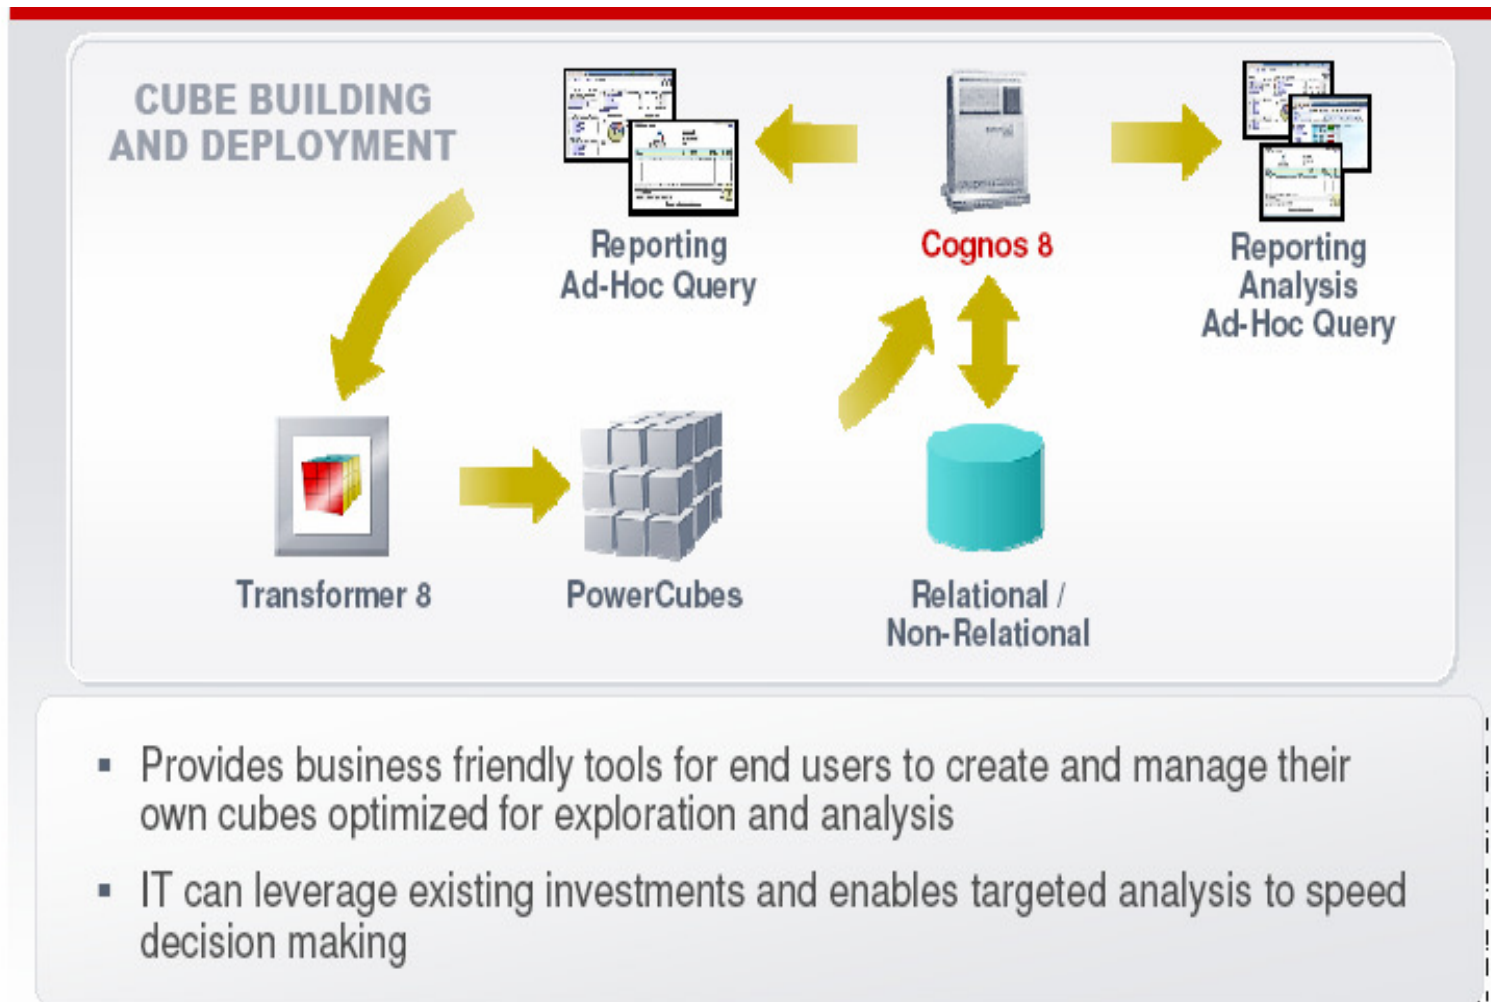 CUBE BUILDING
AND DEPLOYMENT
Reporting
Ad-Hoc Query
Cognos 8
Reporting
Analysis
Ad-Hoc Query
Transformer 8
PowerCubes
Relational /
Non-Relational
▪ Provides business friendly tools for end users to create and manage their
own cubes optimized for exploration and analysis
▪ IT can leverage existing investments and enables targeted analysis to speed
decision making